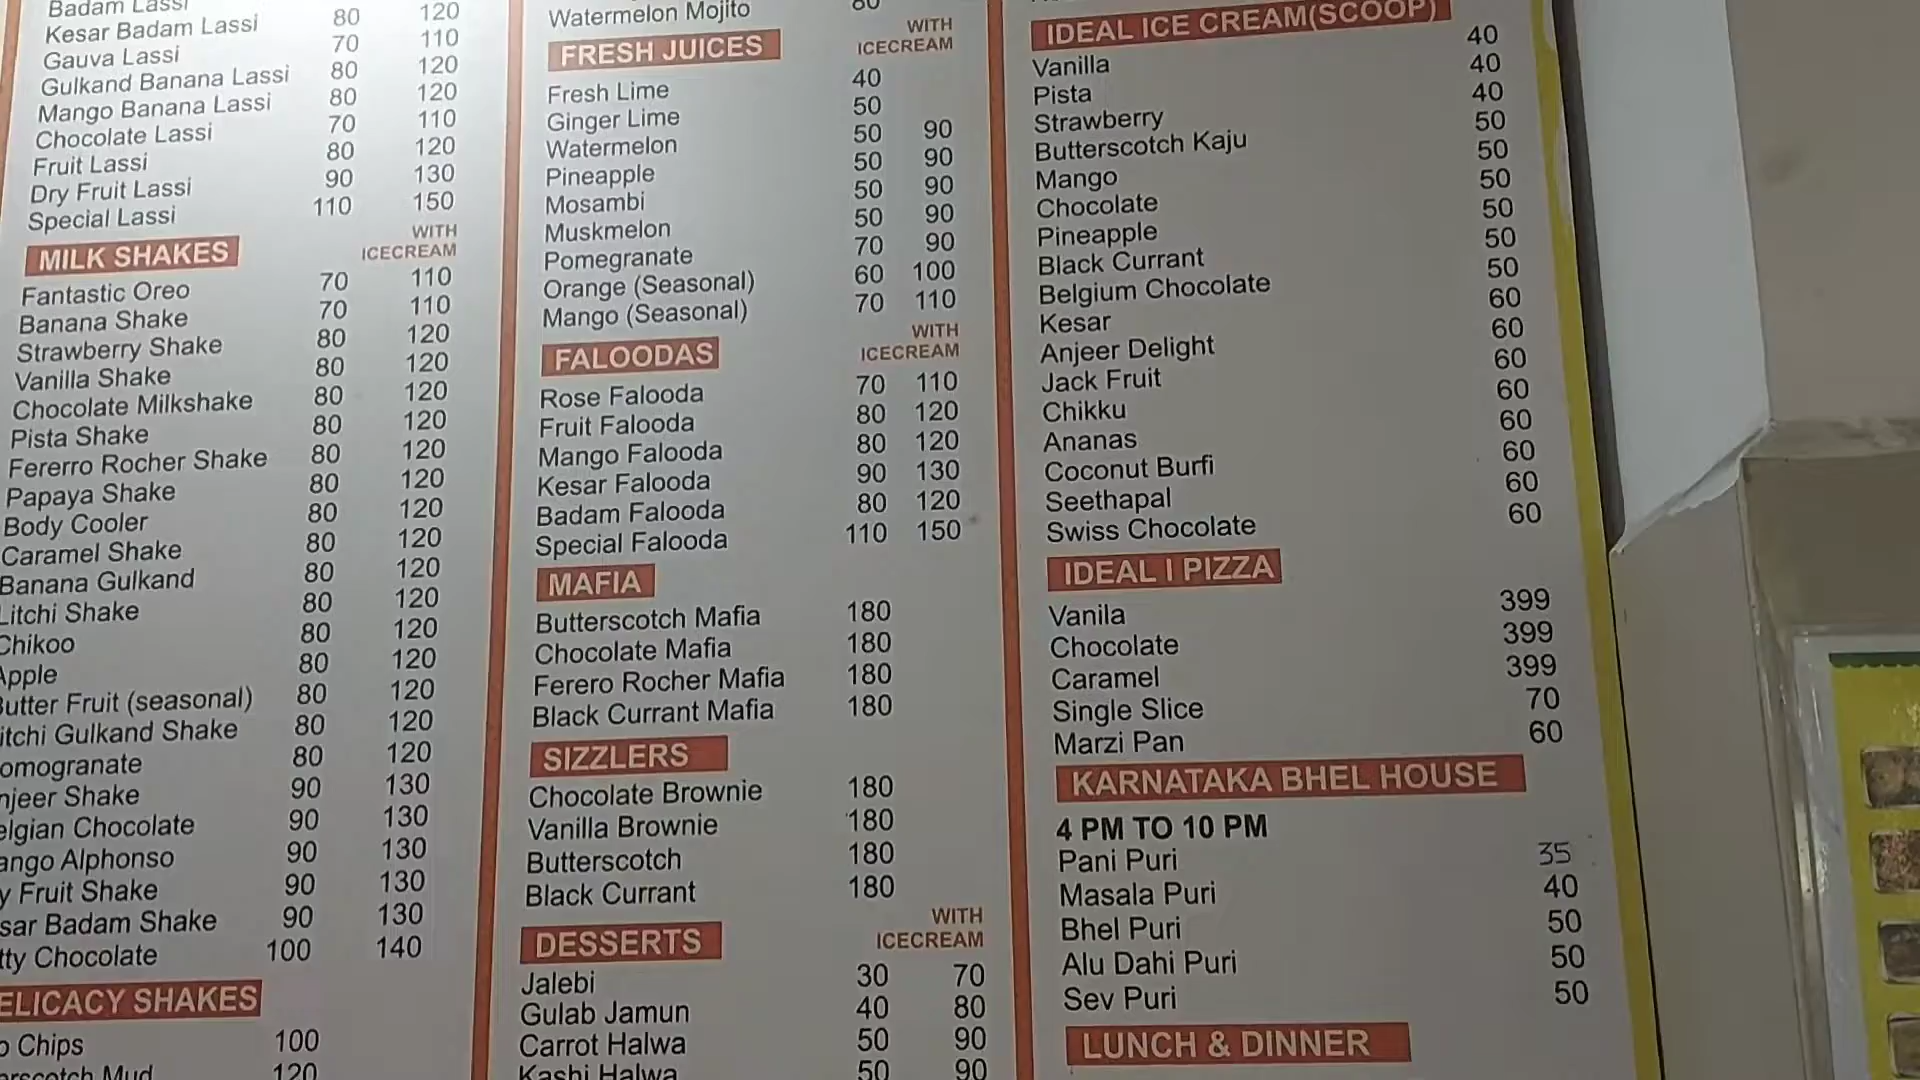 Badam Lassi
Kesar Badam Lassi 80 120
Gauva Lassi 70 110
Gulkand Banana Lassi 80 120
Mango Banana Lassi 80 120
Chocolate Lassi 70 110
Fruit Lassi 80 120
Dry Fruit Lassi 90 130
Special Lassi 110 150
MILK SHAKES WITH ICECREAM
Fantastic Oreo 70 110
Banana Shake 70 110
Strawberry Shake 80 120
Vanilla Shake 80 120
Chocolate Milkshake 80 120
Pista Shake 80 120
Fererro Rocher Shake 80 120
Papaya Shake 80 120
Body Cooler 80 120
Caramel Shake 80 120
Banana Gulkand 80 120
Litchi Shake 80 120
Chikoo 80 120
Apple 80 120
Butter Fruit (seasonal) 80 120
itchi Gulkand Shake 80 120
omogranate 80 120
njeer Shake 90 130
elgian Chocolate 90 130
ango Alphonso 90 130
y Fruit Shake 90 130
sar Badam Shake 90 130
tty Chocolate 100 140
ELICACY SHAKES
o Chips 100
erscotch Mud 120
Watermelon Mojito 80
FRESH JUICES WITH ICECREAM
Fresh Lime 40
Ginger Lime 50
Watermelon 50 90
Pineapple 50 90
Mosambi 50 90
Muskmelon 50 90
Pomegranate 70 90
Orange (Seasonal) 60 100
Mango (Seasonal) 70 110
FALOODAS WITH ICECREAM
Rose Falooda 70 110
Fruit Falooda 80 120
Mango Falooda 80 120
Kesar Falooda 90 130
Badam Falooda 80 120
Special Falooda 110 150
MAFIA
Butterscotch Mafia 180
Chocolate Mafia 180
Ferero Rocher Mafia 180
Black Currant Mafia 180
SIZZLERS
Chocolate Brownie 180
Vanilla Brownie 180
Butterscotch 180
Black Currant 180
DESSERTS WITH ICECREAM
Jalebi 30 70
Gulab Jamun 40 80
Carrot Halwa 50 90
Kashi Halwa 50 90
IDEAL ICE CREAM(SCOOP)
Vanilla 40
Pista 40
Strawberry 40
Butterscotch Kaju 50
Mango 50
Chocolate 50
Pineapple 50
Black Currant 50
Belgium Chocolate 50
Kesar 60
Anjeer Delight 60
Jack Fruit 60
Chikku 60
Ananas 60
Coconut Burfi 60
Seethapal 60
Swiss Chocolate 60
IDEAL I PIZZA
Vanila 399
Chocolate 399
Caramel 399
Single Slice 70
Marzi Pan 60
KARNATAKA BHEL HOUSE
4 PM TO 10 PM
Pani Puri 35
Masala Puri 40
Bhel Puri 50
Alu Dahi Puri 50
Sev Puri 50
LUNCH & DINNER